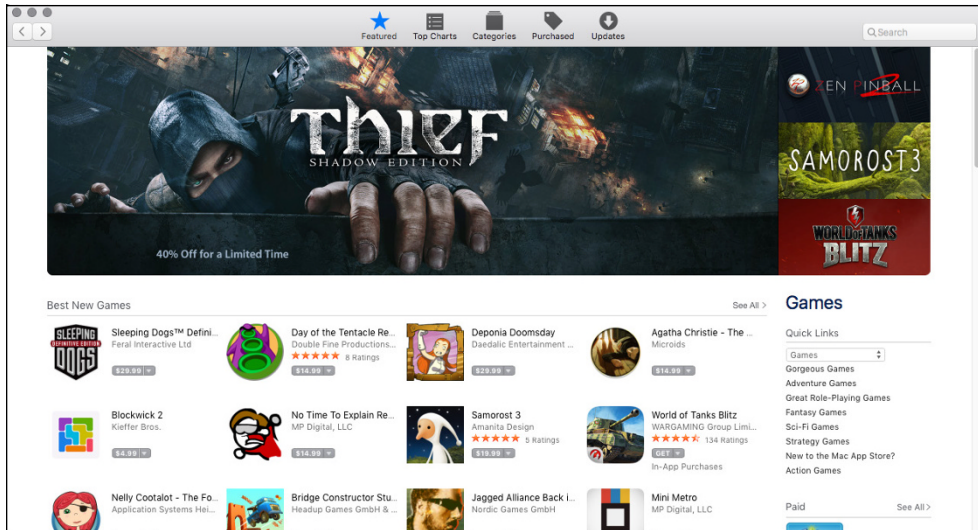 Featured
Top Charts
Categories
Purchased
Updates
Search
THIEF
SHADOW EDITION
40% Off for a Limited Time
ZEN PINBALL 2
SAMOROST3
WORLD OF TANKS
BLITZ
Best New Games
See All >
SLEEPING
DEFINITIVE EDITION
DOGS
Sleeping Dogs™ Defini...
Feral Interactive Ltd
$29.99
Day of the Tentacle Re...
Double Fine Productions...
8 Ratings
$14.99
Deponia Doomsday
Daedalic Entertainment ...
$29.99
Agatha Christie - The ...
Microids
$14.99
Blockwick 2
Kieffer Bros.
$4.99
No Time To Explain Re...
MP Digital, LLC
$14.99
Samorost 3
Amanita Design
5 Ratings
$19.99
World of Tanks Blitz
WARGAMING Group Limi...
134 Ratings
GET
In-App Purchases
Nelly Cootalot - The Fo...
Application Systems Hei...
Bridge Constructor Stu...
Headup Games GmbH & ...
Jagged Alliance Back i...
Nordic Games GmbH
Mini Metro
MP Digital, LLC
Games
Quick Links
Games
Gorgeous Games
Adventure Games
Great Role-Playing Games
Fantasy Games
Sci-Fi Games
Strategy Games
New to the Mac App Store?
Action Games
Paid
See All >